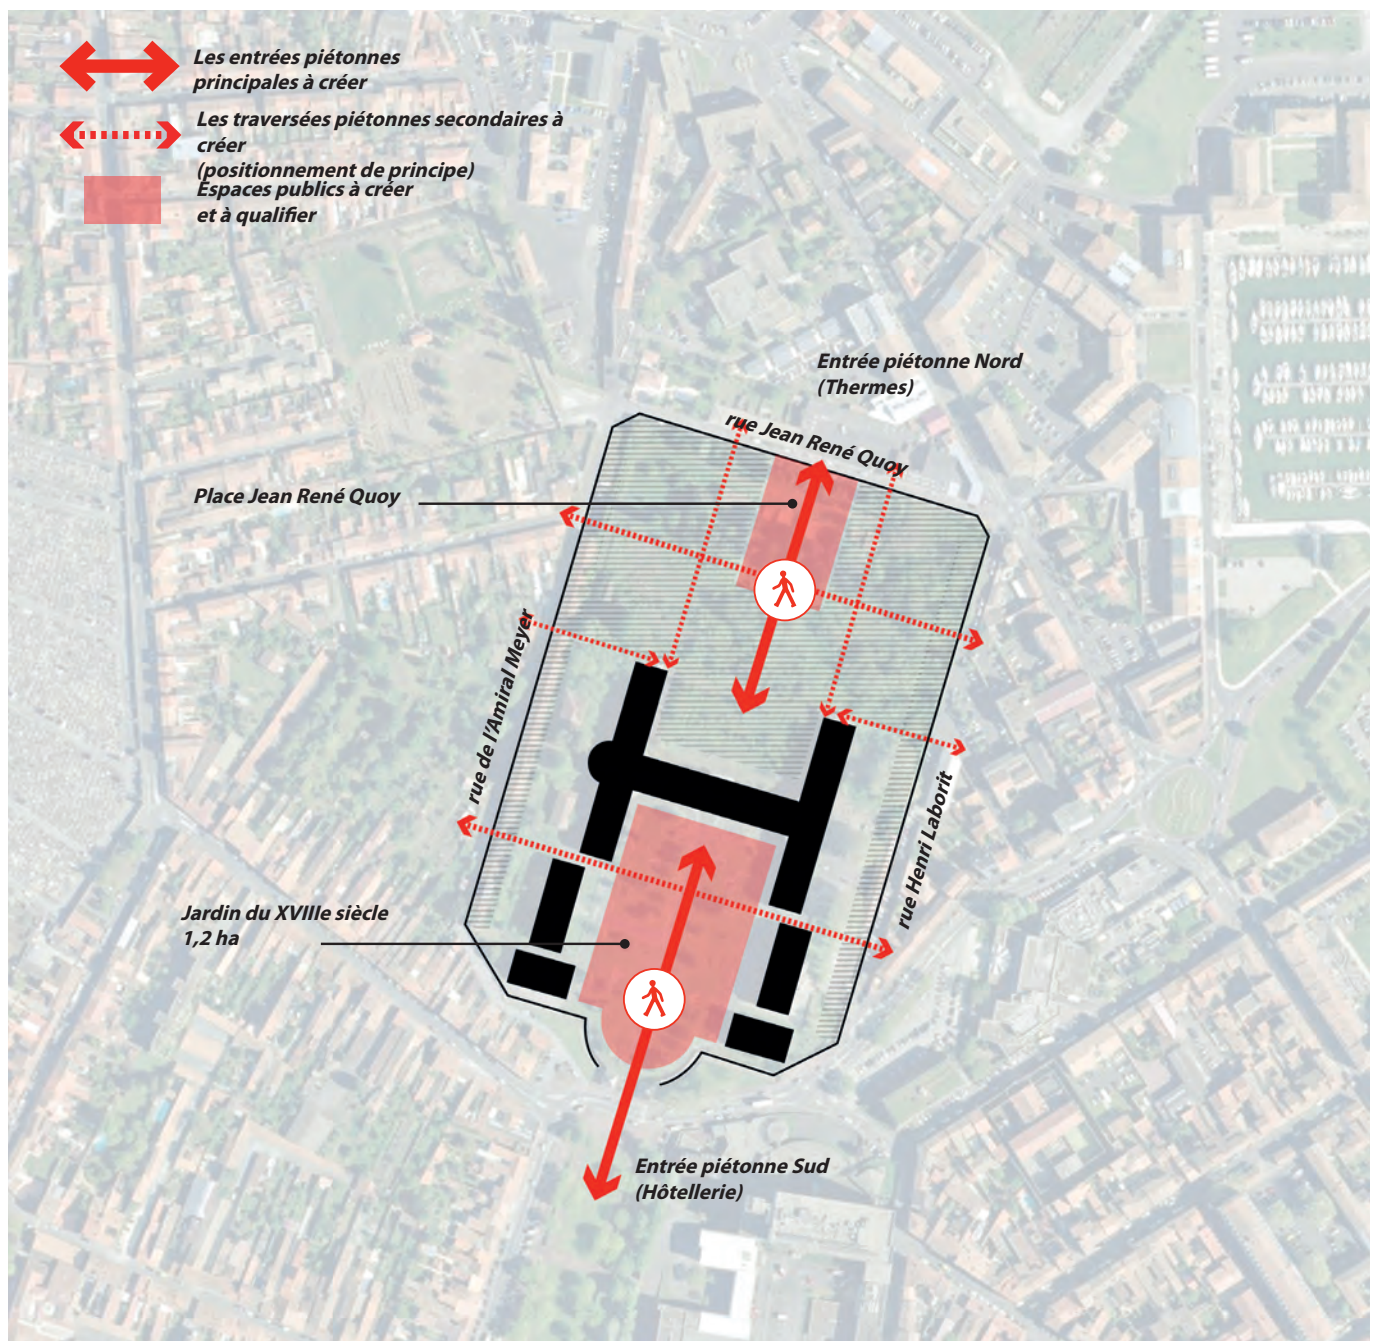 Les entrées piétonnes
principales à créer
Les traversées piétonnes secondaires à
créer
(positionnement de principe)
Espaces publics à créer
et à qualifier
Entrée piétonne Nord
(Thermes)
rue Jean René Quoy
Place Jean René Quoy
rue de l'Amiral Meyer
rue Henri Laborit
Jardin du XVIIIe siècle
1,2 ha
Entrée piétonne Sud
(Hôtellerie)